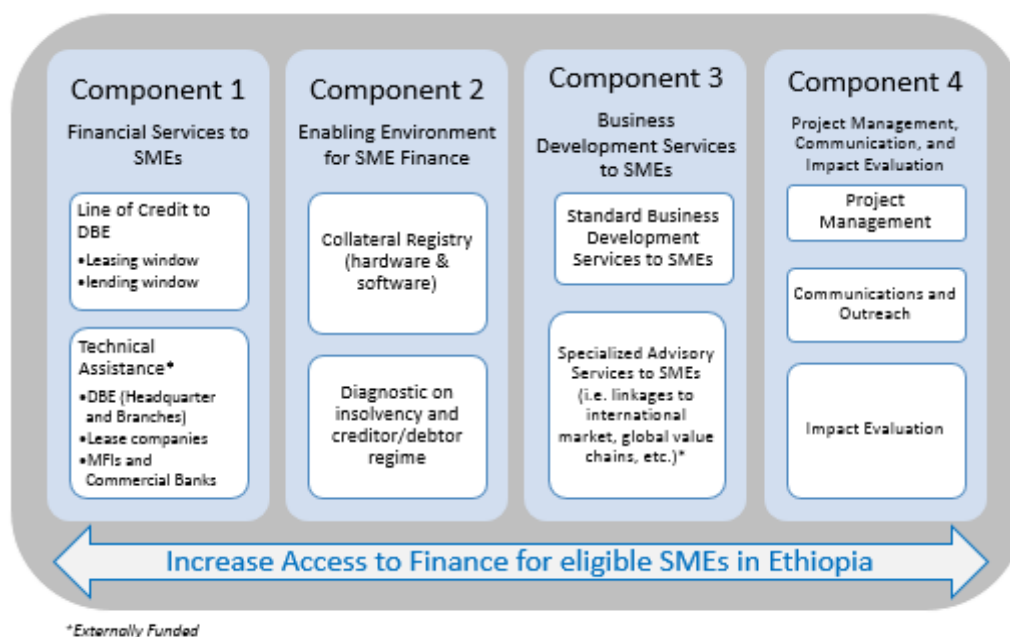 Component 1
Financial Services to
SMEs
Line of Credit to
DBE
•Leasing window
•lending window
Technical
Assistance*
•DBE (Headquarter
and Branches)
•Lease companies
•MFIs and
Commercial Banks
Component 2
Enabling Environment
for SME Finance
Collateral Registry
(hardware &
software)
Diagnostic on
insolvency and
creditor/debtor
regime
Component 3
Business
Development Services
to SMEs
Standard Business
Development
Services to SMEs
Specialized Advisory
Services to SMEs
(i.e. linkages to
international
market, global value
chains, etc.)*
Component 4
Project Management,
Communication, and
Impact Evaluation
Project
Management
Communications and
Outreach
Impact Evaluation
Increase Access to Finance for eligible SMEs in Ethiopia
*Externally Funded